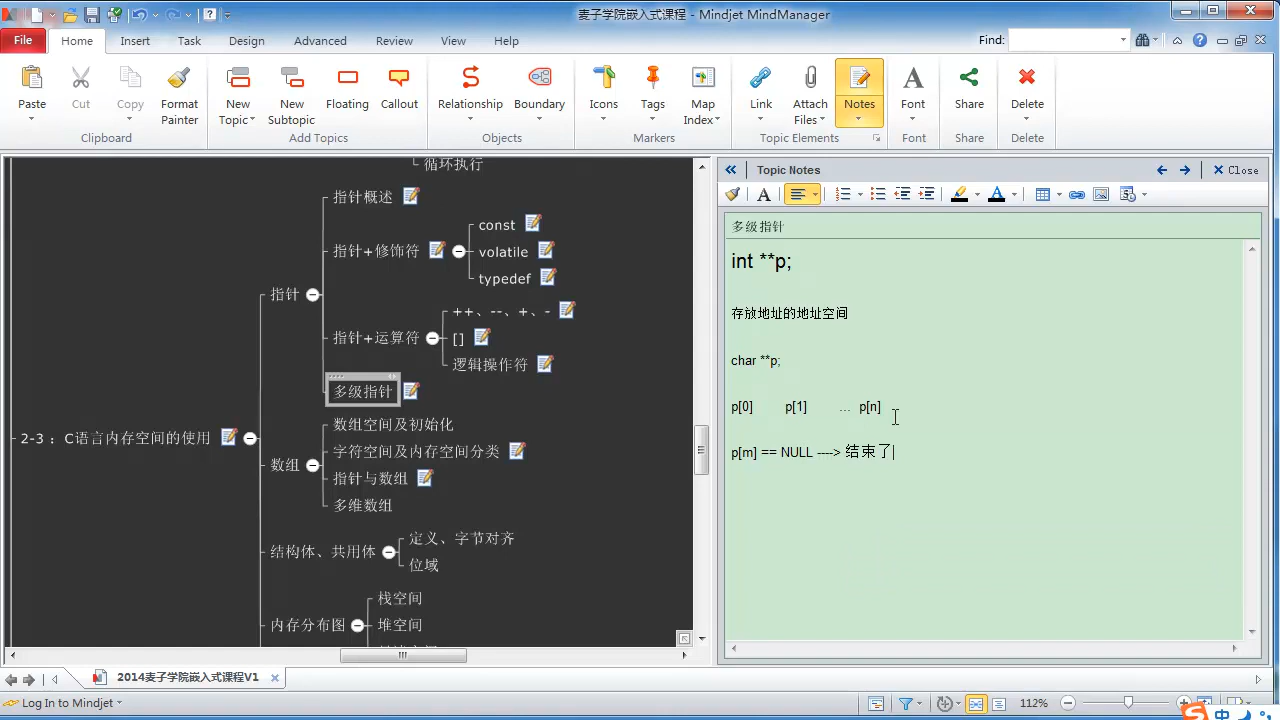 麦子学院嵌入式课程 - Mindjet MindManager
File Home Insert Task Design Advanced Review View Help Find:
Paste Cut Copy Format Painter New Topic New Subtopic Floating Callout Relationship Boundary Icons Tags Map Index Link Attach Files Notes Font Share Delete
Clipboard Add Topics Objects Markers Topic Elements Font Share Delete
循环执行
指针概述
const
指针+修饰符 volatile
typedef
指针
++、--、+、-
指针+运算符 []
逻辑操作符
多级指针
数组空间及初始化
2-3：C语言内存空间的使用
字符空间及内存空间分类
数组
指针与数组
多维数组
定义、字节对齐
结构体、共用体
位域
栈空间
内存分布图 堆空间
Topic Notes Close
多级指针
int **p;
存放地址的地址空间
char **p;
p[0] p[1] ... p[n]
p[m] == NULL ----> 结束了
2014麦子学院嵌入式课程V1
Log In to Mindjet 112% 中